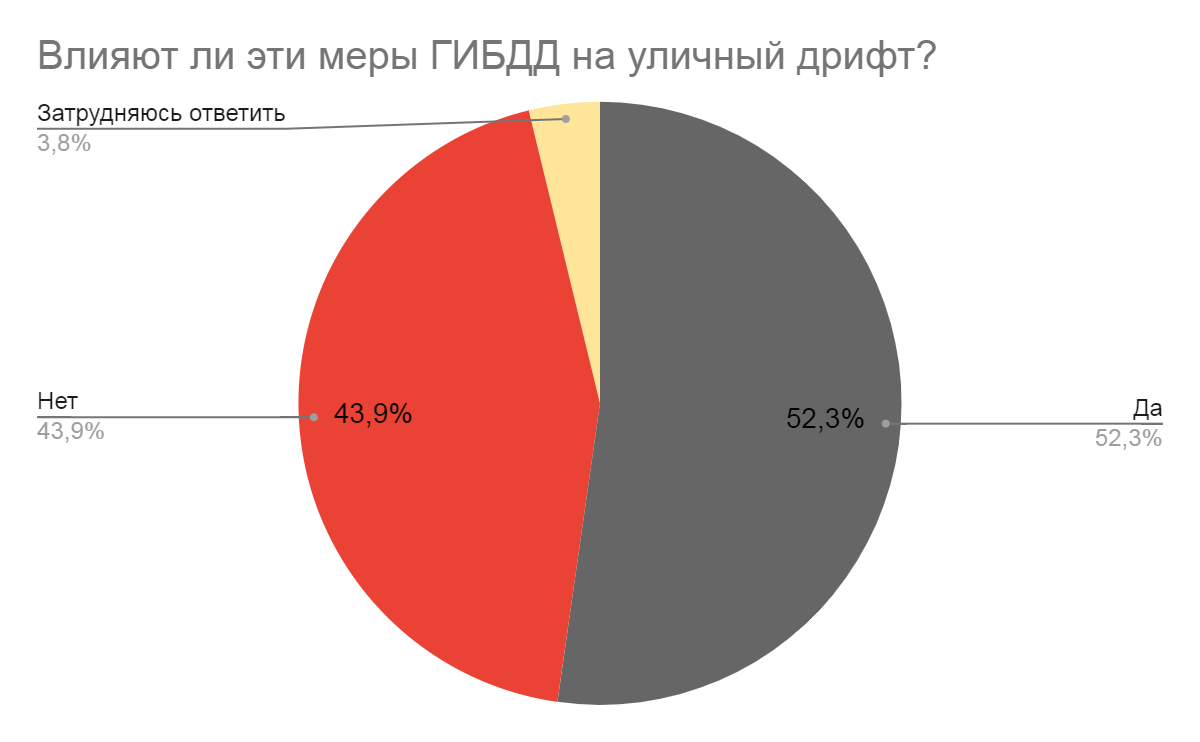 Влияют ли эти меры ГИБДД на уличный дрифт?
Затрудняюсь ответить
3,8%
Нет
43,9%
43,9%
52,3%
Да
52,3%